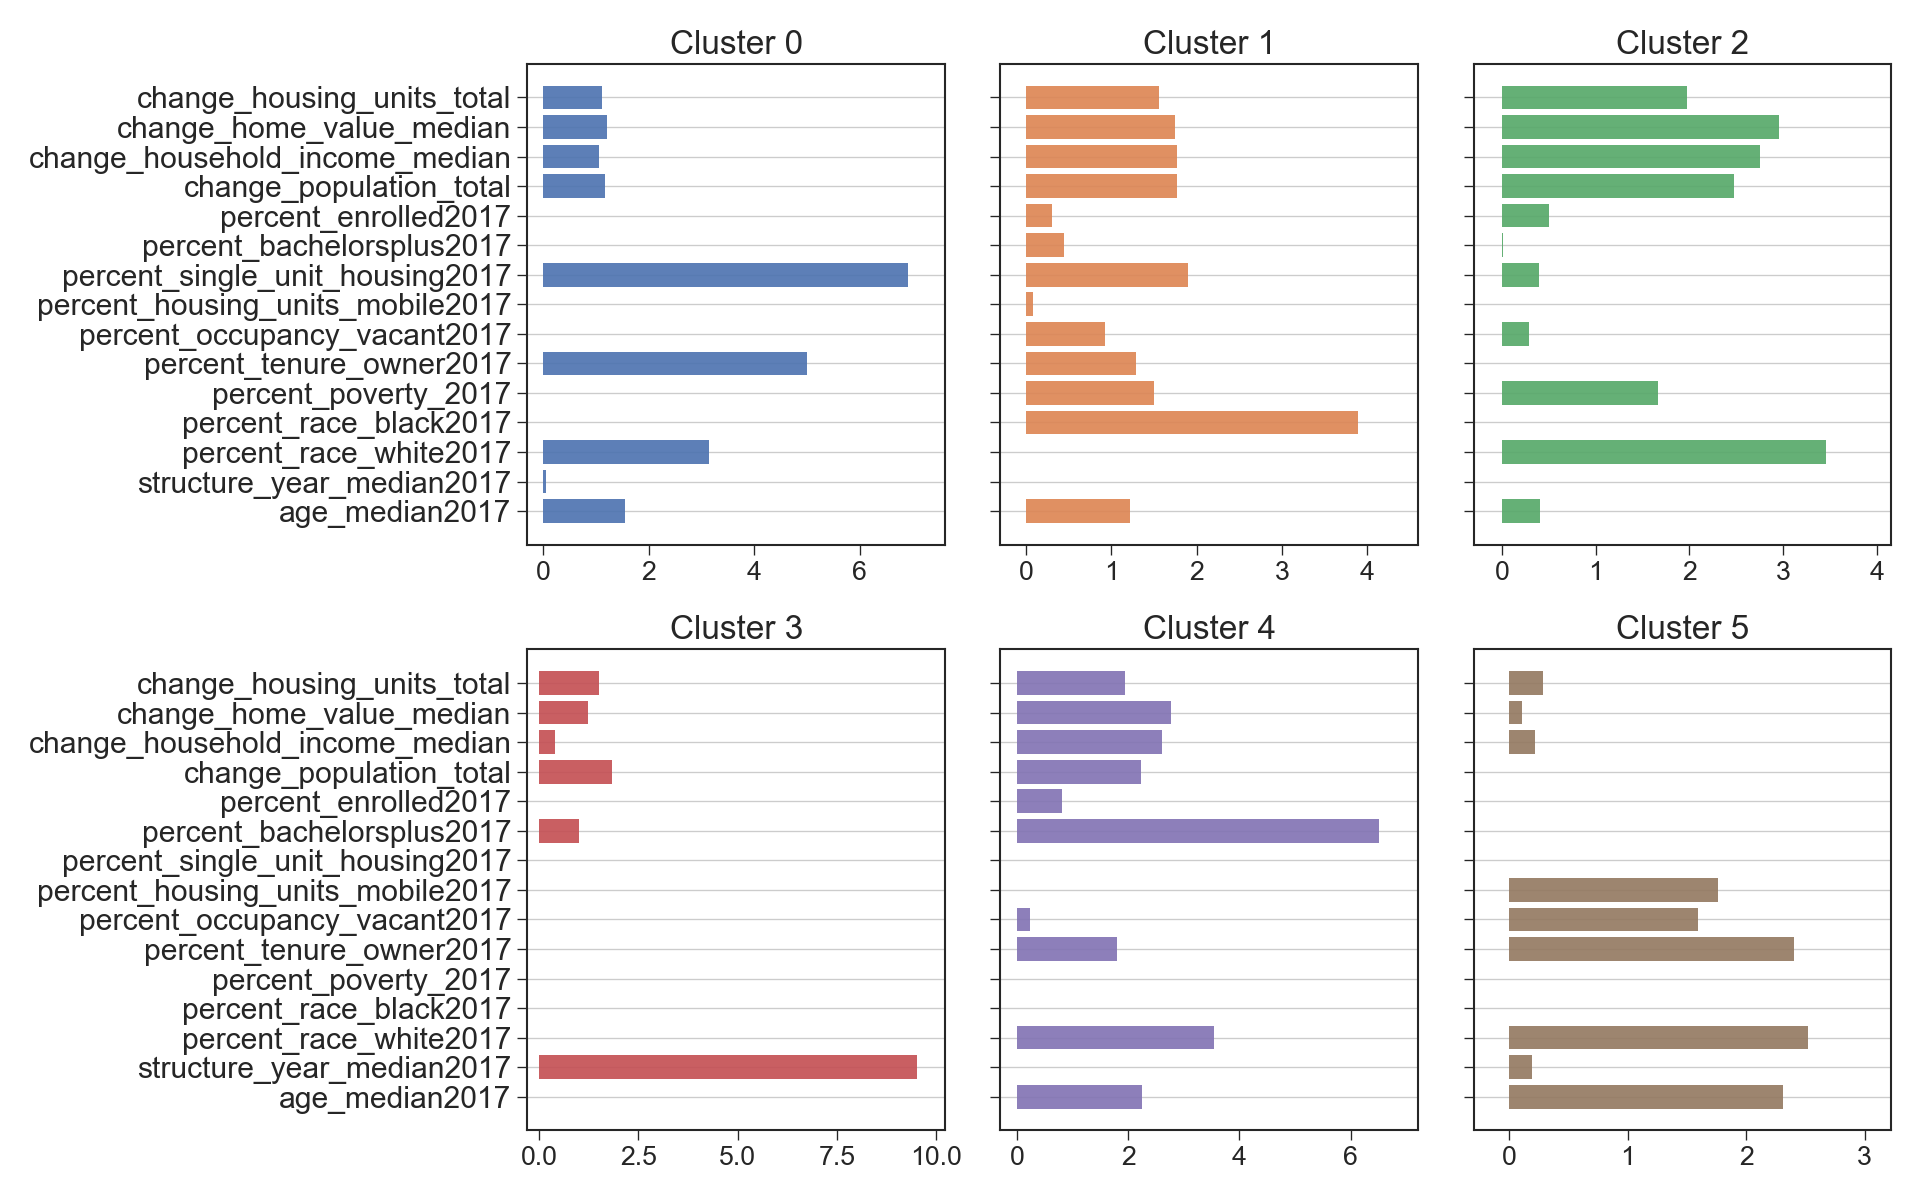 Cluster 0
Cluster 1
Cluster 2
change_housing_units_total
change_home_value_median
change_household_income_median
change_population_total
percent_enrolled2017
percent_bachelorsplus2017
percent_single_unit_housing2017
percent_housing_units_mobile2017
percent_occupancy_vacant2017
percent_tenure_owner2017
percent_poverty_2017
percent_race_black2017
percent_race_white2017
structure_year_median2017
age_median2017
0 2 4 6
0 1 2 3 4
0 1 2 3 4
Cluster 3
Cluster 4
Cluster 5
change_housing_units_total
change_home_value_median
change_household_income_median
change_population_total
percent_enrolled2017
percent_bachelorsplus2017
percent_single_unit_housing2017
percent_housing_units_mobile2017
percent_occupancy_vacant2017
percent_tenure_owner2017
percent_poverty_2017
percent_race_black2017
percent_race_white2017
structure_year_median2017
age_median2017
0.0 2.5 5.0 7.5 10.0
0 2 4 6
0 1 2 3